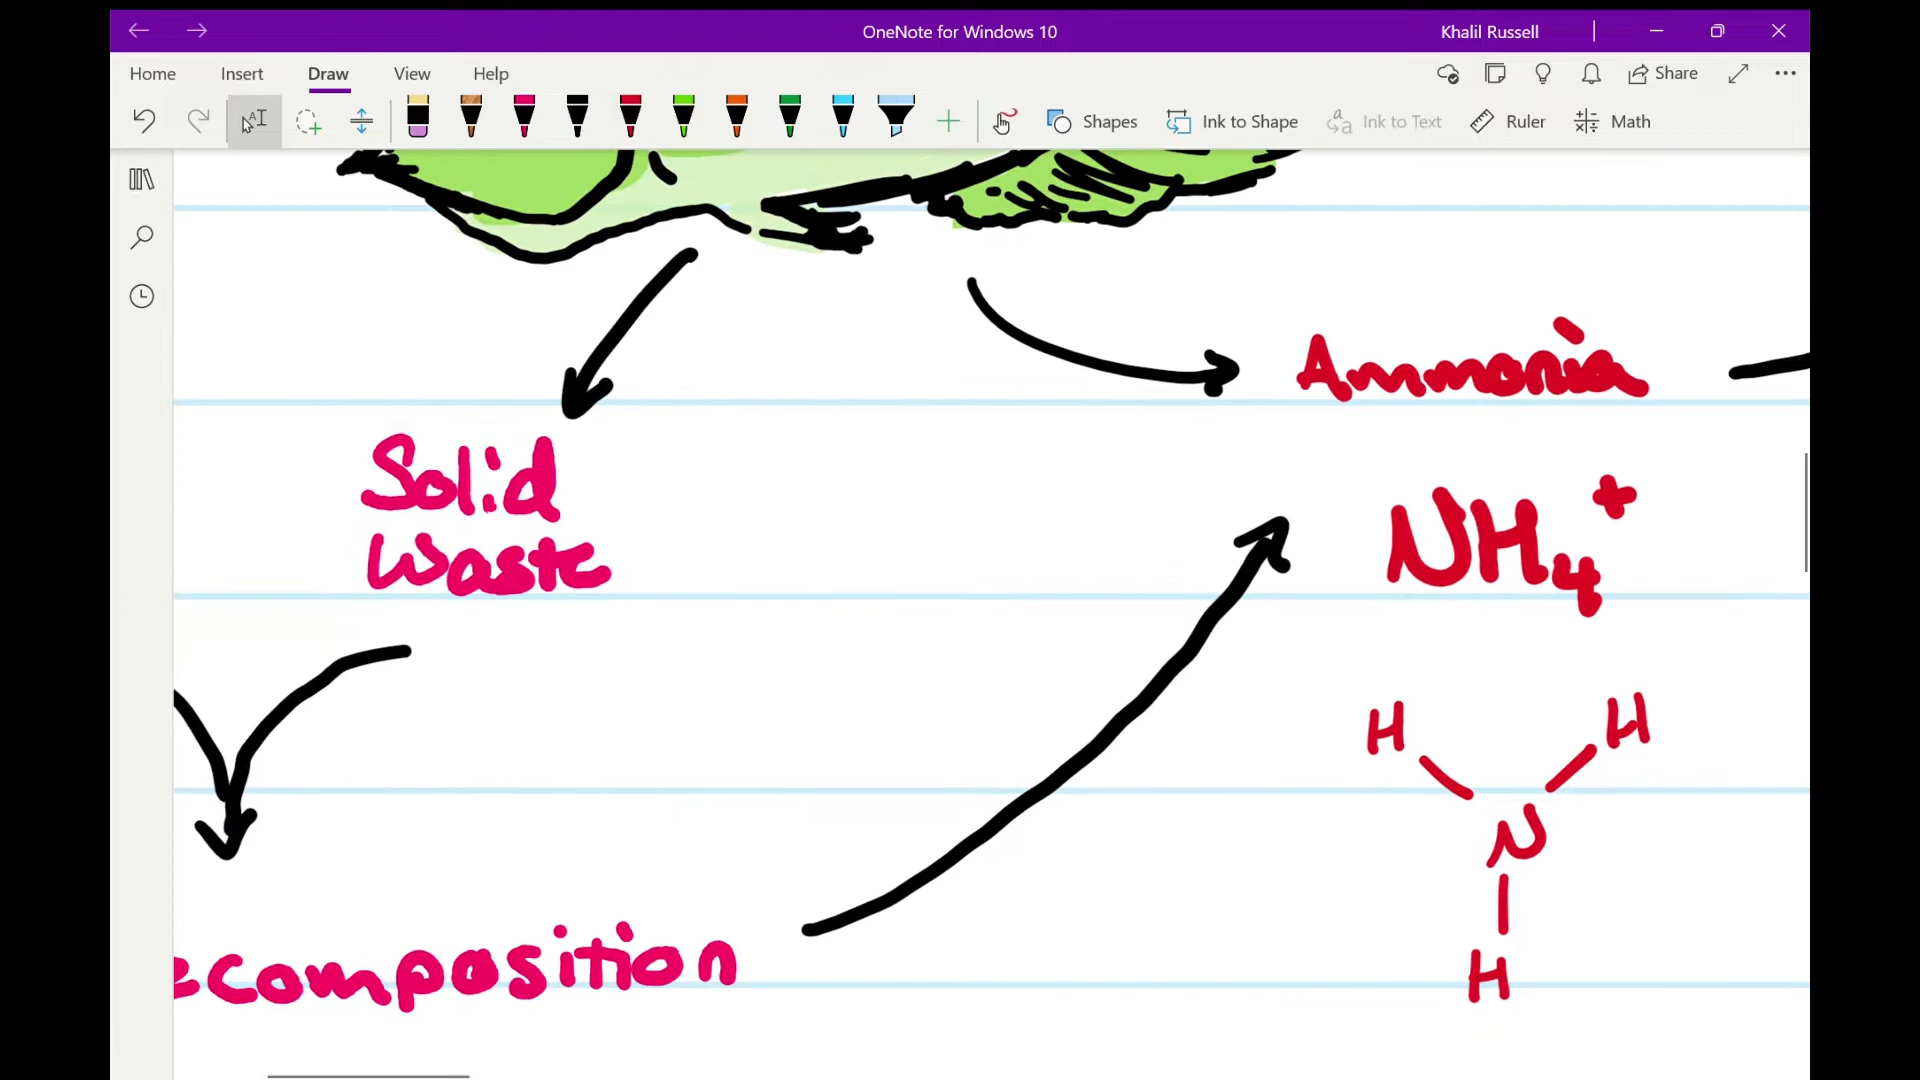 OneNote for Windows 10
Khalil Russell
Home Insert Draw View Help
Share
Shapes Ink to Shape Ink to Text Ruler Math
Ammonia
Solid
Waste
NH4+
H H
N
H
ecomposition